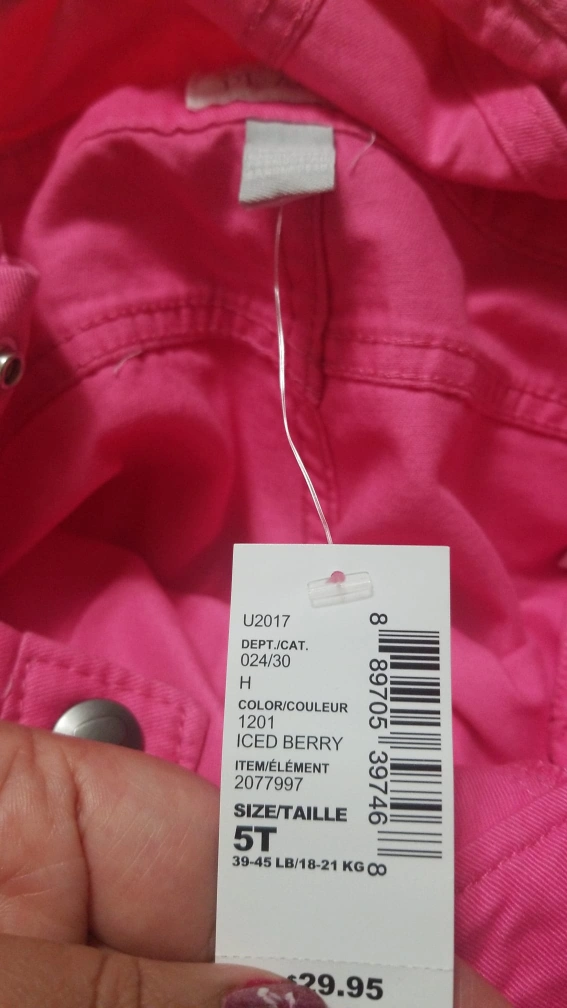 U2017
DEPT./CAT.
024/30
H
COLOR/COULEUR
1201
ICED BERRY
ITEM/ÉLÉMENT
2077997
SIZE/TAILLE
5T
39-45 LB/18-21 KG
8 89705 39746 8
$29.95